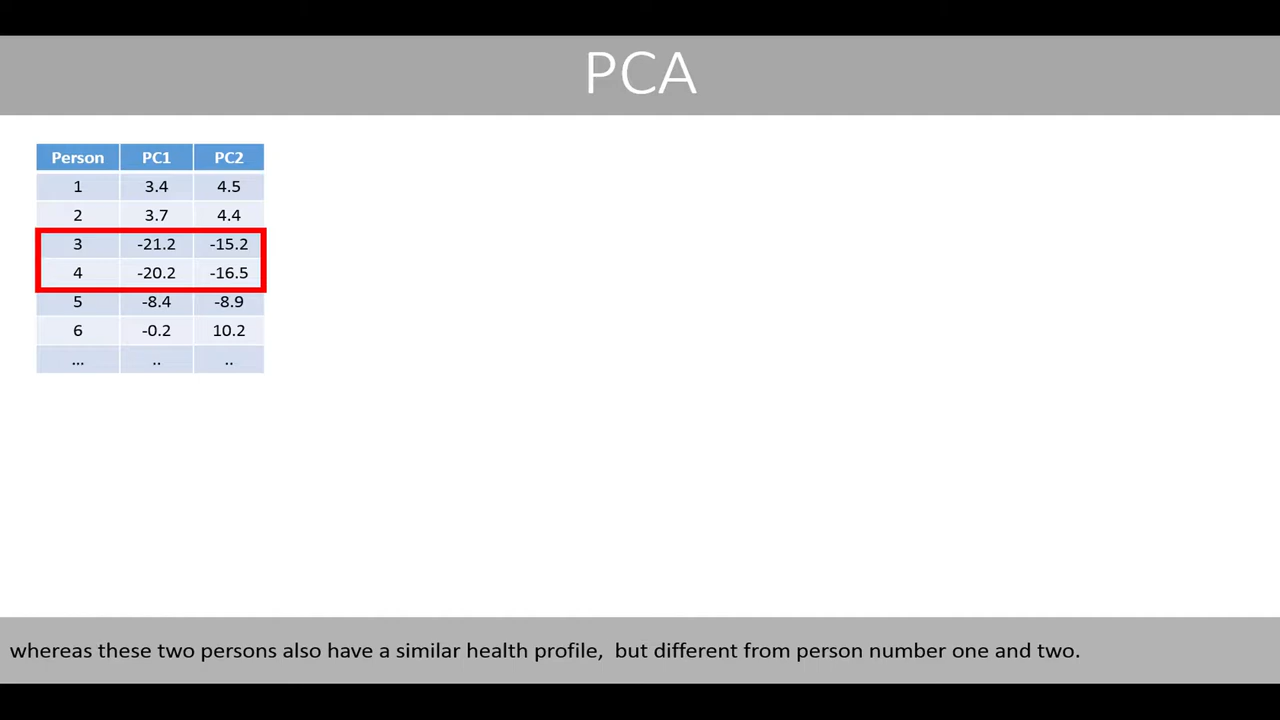 PCA
Person PC1 PC2
1 3.4 4.5
2 3.7 4.4
3 -21.2 -15.2
4 -20.2 -16.5
5 -8.4 -8.9
6 -0.2 10.2
... .. ..
whereas these two persons also have a similar health profile, but different from person number one and two.